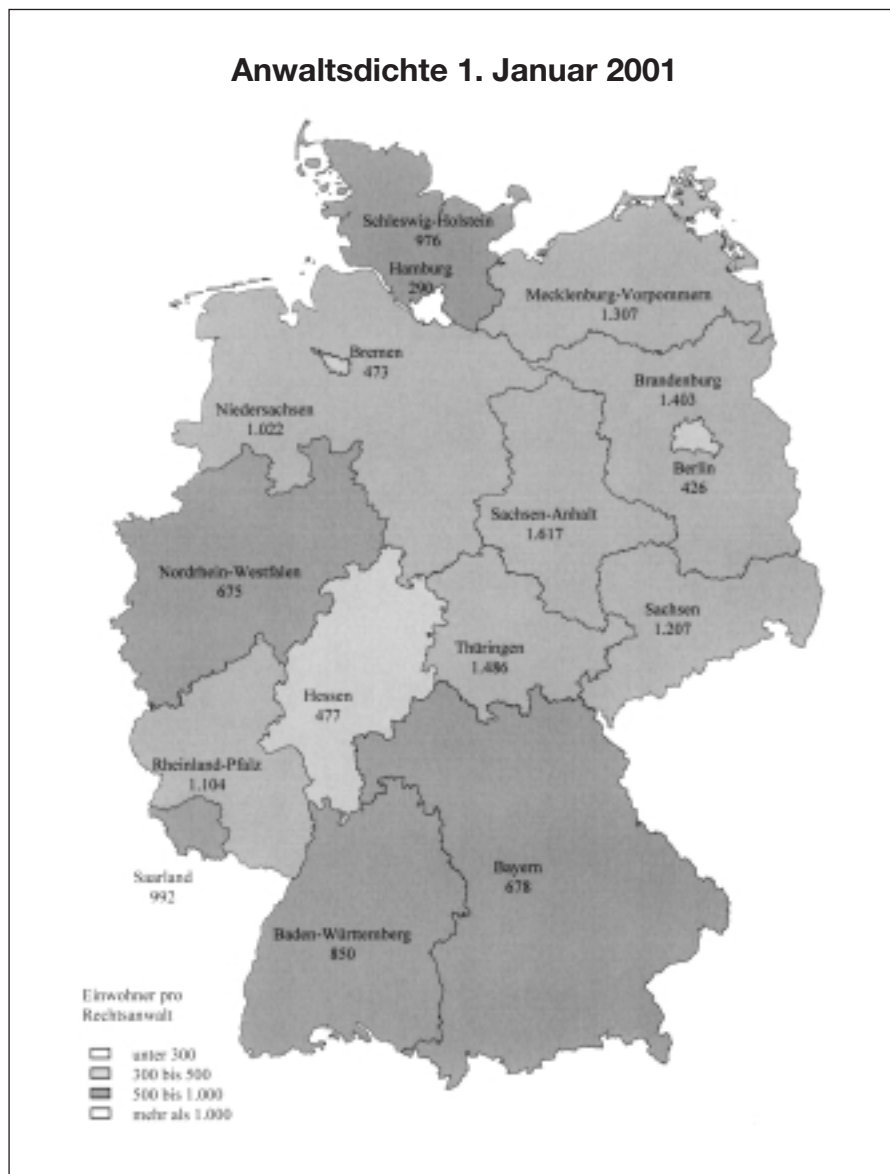 Anwaltsdichte 1. Januar 2001
Schleswig-Holstein
976
Hamburg
290
Mecklenburg-Vorpommern
1.307
Bremen
473
Brandenburg
1.403
Niedersachsen
1.022
Berlin
426
Sachsen-Anhalt
1.617
Nordrhein-Westfalen
675
Sachsen
1.207
Thüringen
1.486
Hessen
477
Rheinland-Pfalz
1.104
Saarland
992
Bayern
678
Baden-Württemberg
850
Einwohner pro
Rechtsanwalt
unter 300
300 bis 500
500 bis 1.000
mehr als 1.000